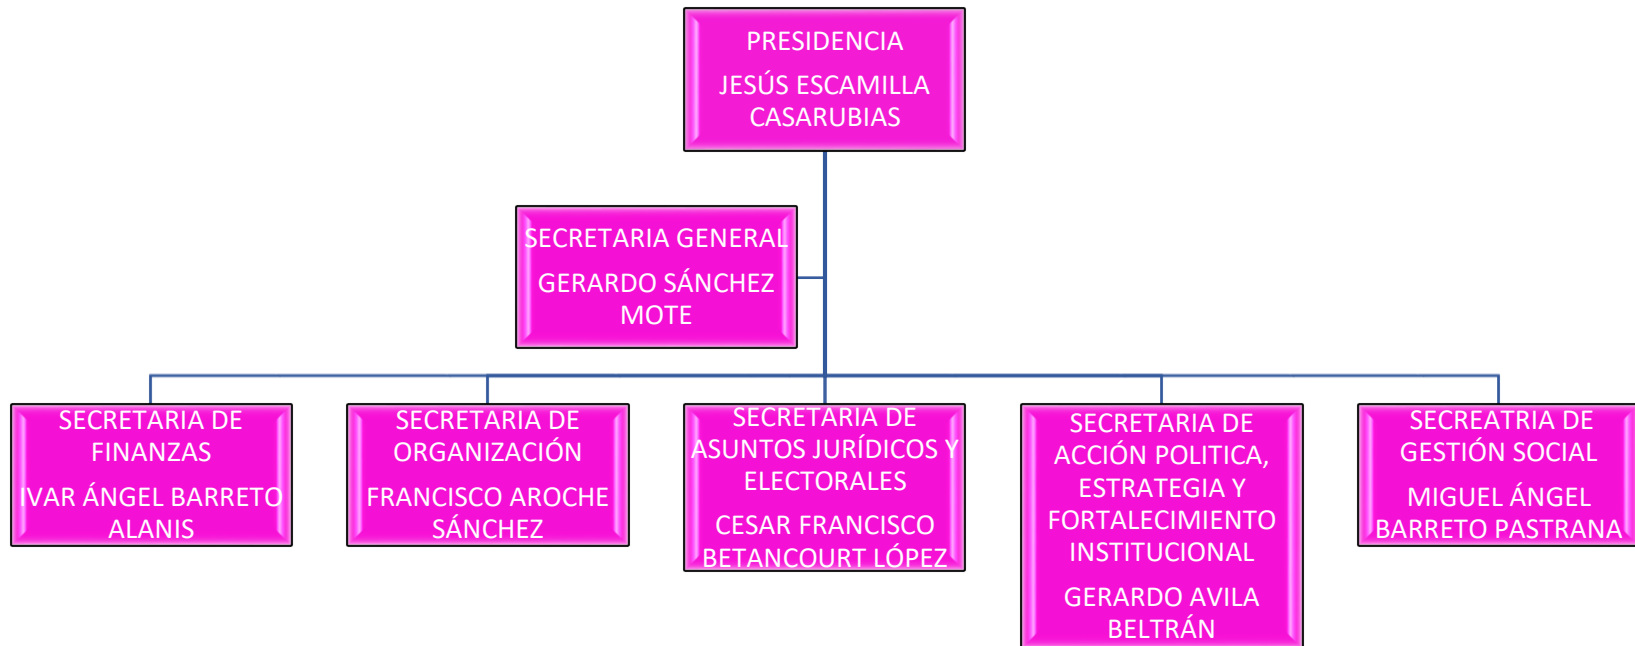 PRESIDENCIA
JESÚS ESCAMILLA
CASARUBIAS
SECRETARIA GENERAL
GERARDO SÁNCHEZ
MOTE
SECRETARIA DE
FINANZAS
IVAR ÁNGEL BARRETO
ALANIS
SECRETARIA DE
ORGANIZACIÓN
FRANCISCO AROCHE
SÁNCHEZ
SECRETARIA DE
ASUNTOS JURÍDICOS Y
ELECTORALES
CESAR FRANCISCO
BETANCOURT LÓPEZ
SECRETARIA DE
ACCIÓN POLITICA,
ESTRATEGIA Y
FORTALECIMIENTO
INSTITUCIONAL
GERARDO AVILA
BELTRÁN
SECREATRIA DE
GESTIÓN SOCIAL
MIGUEL ÁNGEL
BARRETO PASTRANA